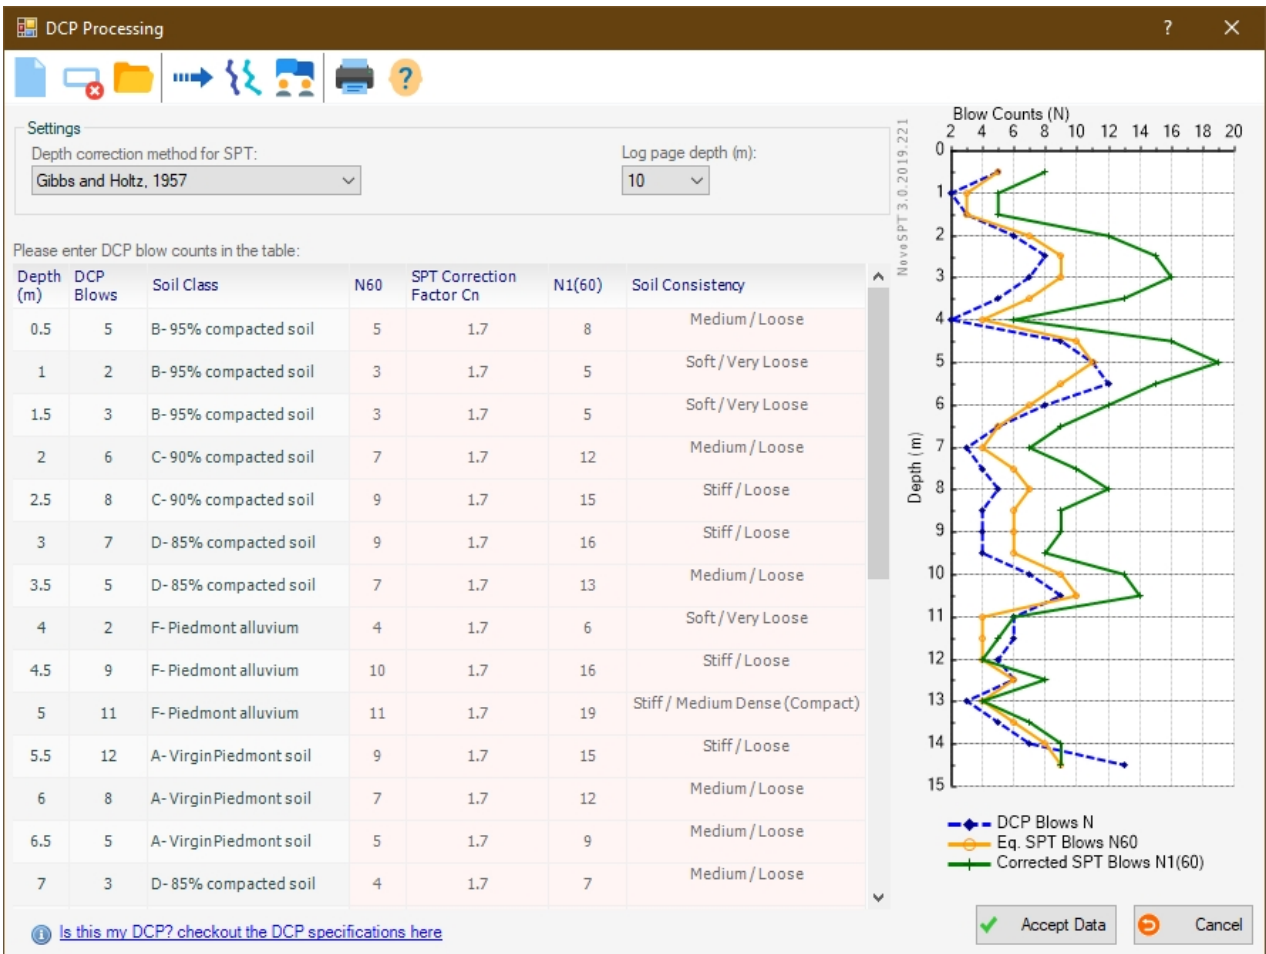 DCP Processing
?
Settings
Depth correction method for SPT:
Log page depth (m):
Gibbs and Holtz, 1957
10
Please enter DCP blow counts in the table:
Depth (m) DCP Blows Soil Class N60 SPT Correction Factor Cn N1(60) Soil Consistency
0.5 5 B- 95% compacted soil 5 1.7 8 Medium / Loose
1 2 B- 95% compacted soil 3 1.7 5 Soft / Very Loose
1.5 3 B- 95% compacted soil 3 1.7 5 Soft / Very Loose
2 6 C- 90% compacted soil 7 1.7 12 Medium / Loose
2.5 8 C- 90% compacted soil 9 1.7 15 Stiff / Loose
3 7 D- 85% compacted soil 9 1.7 16 Stiff / Loose
3.5 5 D- 85% compacted soil 7 1.7 13 Medium / Loose
4 2 F- Piedmont alluvium 4 1.7 6 Soft / Very Loose
4.5 9 F- Piedmont alluvium 10 1.7 16 Stiff / Loose
5 11 F- Piedmont alluvium 11 1.7 19 Stiff / Medium Dense (Compact)
5.5 12 A- Virgin Piedmont soil 9 1.7 15 Stiff / Loose
6 8 A- Virgin Piedmont soil 7 1.7 12 Medium / Loose
6.5 5 A- Virgin Piedmont soil 5 1.7 9 Medium / Loose
7 3 D- 85% compacted soil 4 1.7 7 Medium / Loose
Is this my DCP? checkout the DCP specifications here
NovoSPT 3.0.2019.221
Blow Counts (N)
2 4 6 8 10 12 14 16 18 20
0
1
2
3
4
5
6
7
8
9
10
11
12
13
14
15
Depth (m)
DCP Blows N
Eq. SPT Blows N60
Corrected SPT Blows N1(60)
Accept Data
Cancel